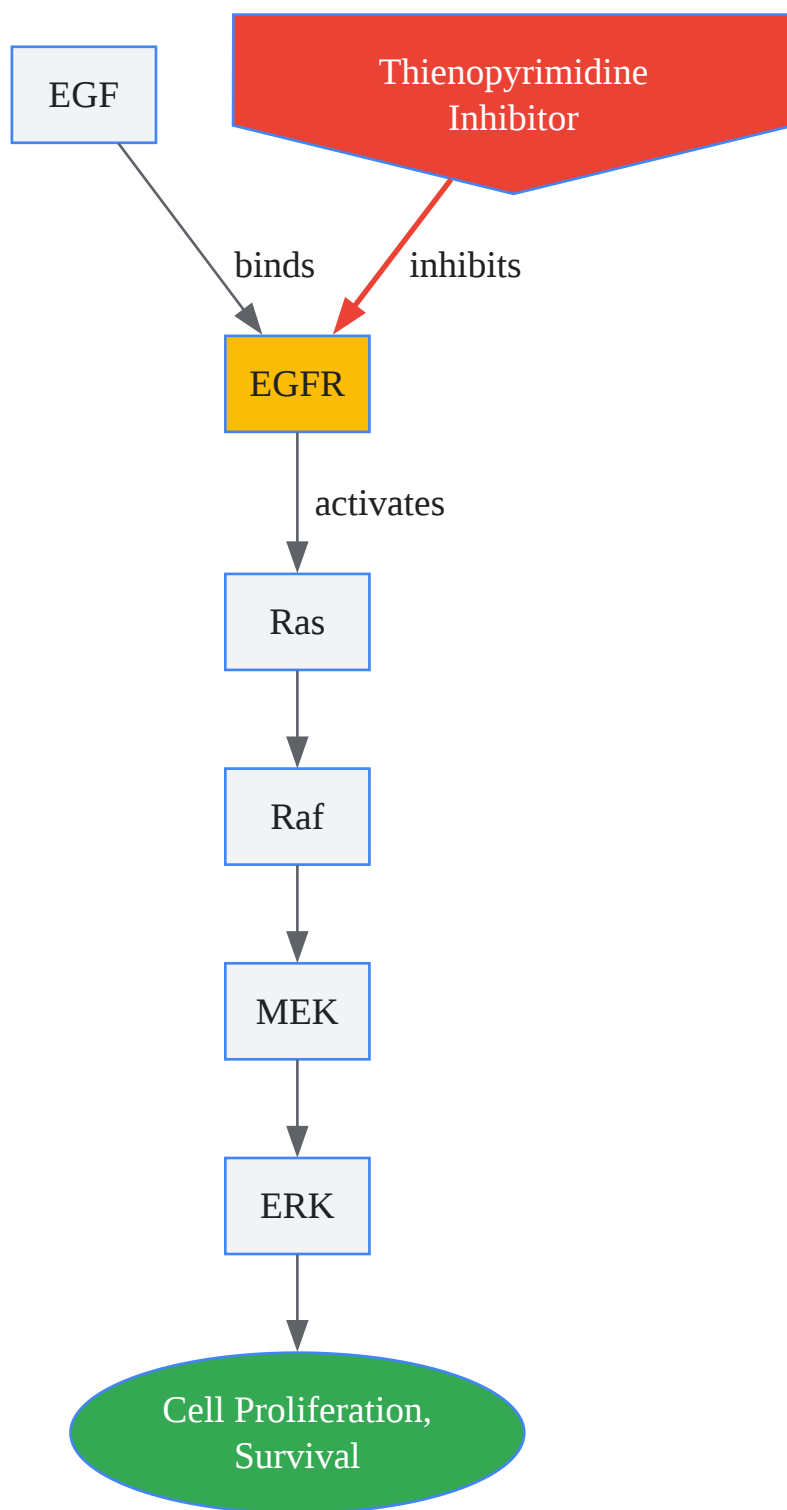 EGF
Thienopyrimidine
Inhibitor
binds
inhibits
EGFR
activates
Ras
Raf
MEK
ERK
Cell Proliferation,
Survival